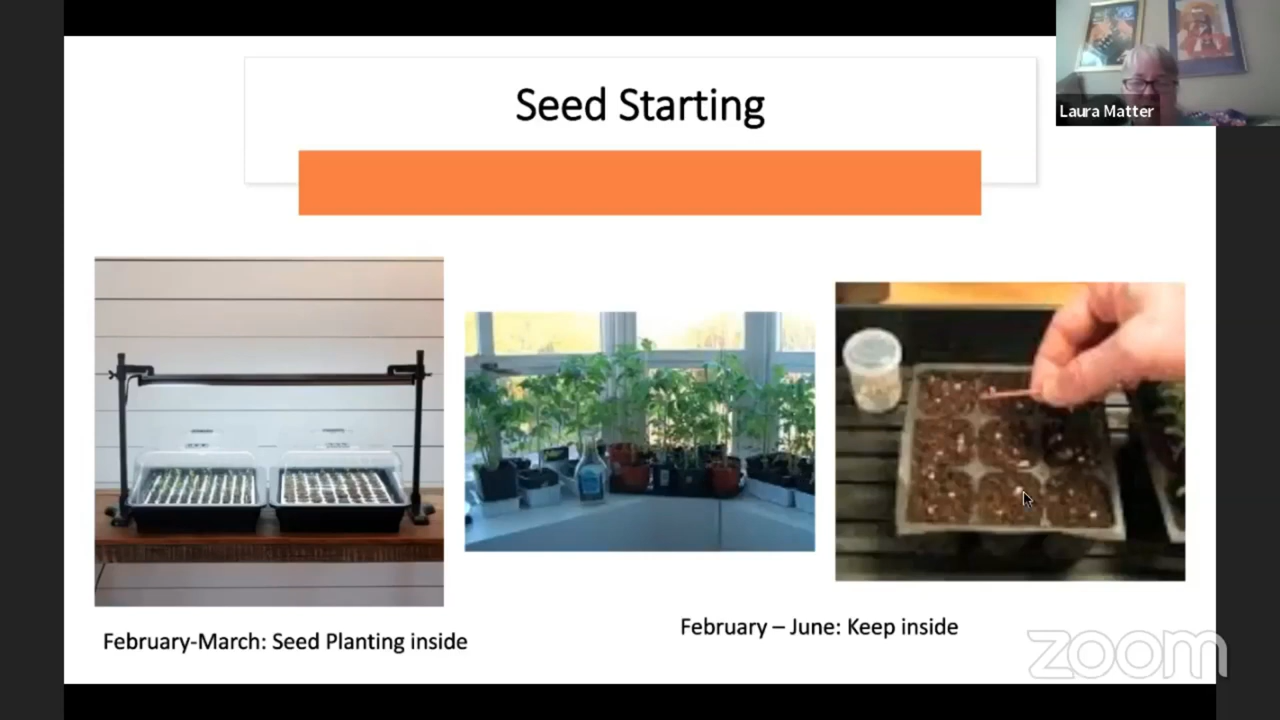 Seed Starting
Laura Matter
February-March: Seed Planting inside
February – June: Keep inside
zoom